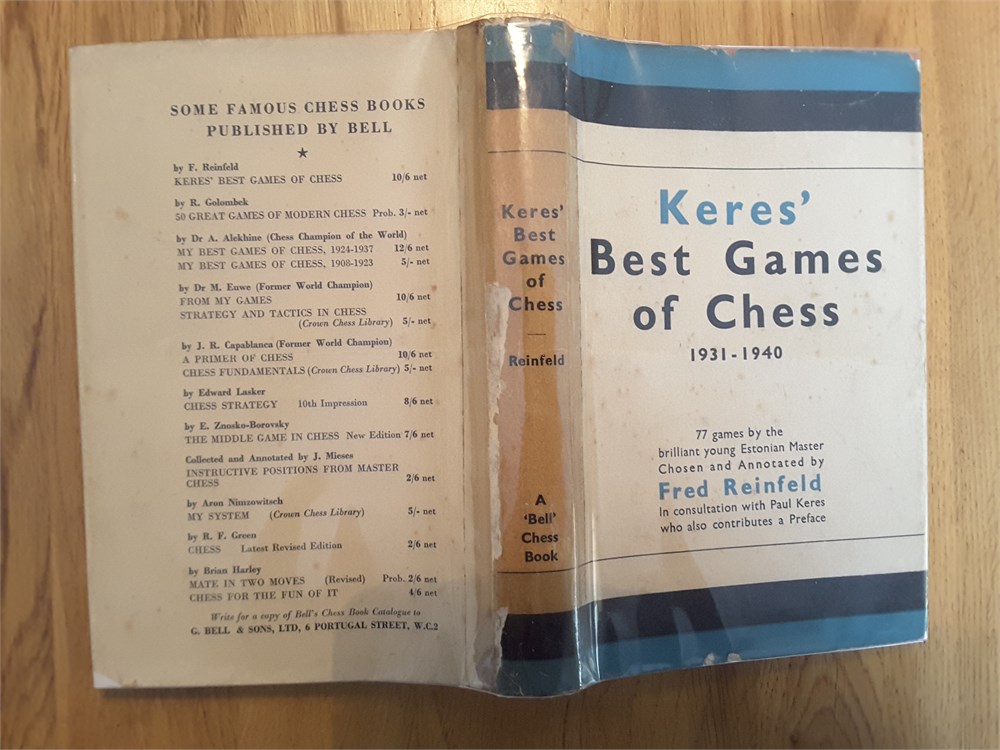 SOME FAMOUS CHESS BOOKS
PUBLISHED BY BELL
★
by F. Reinfeld
KERES' BEST GAMES OF CHESS 10/6 net
by R. Golombek
50 GREAT GAMES OF MODERN CHESS Prob. 3/- net
by Dr A. Alekhine (Chess Champion of the World)
MY BEST GAMES OF CHESS, 1924-1937 12/6 net
MY BEST GAMES OF CHESS, 1908-1923 5/- net
by Dr M. Euwe (Former World Champion)
FROM MY GAMES 10/6 net
STRATEGY AND TACTICS IN CHESS
(Crown Chess Library) 5/- net
by J. R. Capablanca (Former World Champion)
A PRIMER OF CHESS 10/6 net
CHESS FUNDAMENTALS (Crown Chess Library) 5/- net
by Edward Lasker
CHESS STRATEGY 10th Impression 8/6 net
by E. Znosko-Borovsky
THE MIDDLE GAME IN CHESS New Edition 7/6 net
Collected and Annotated by J. Mieses
INSTRUCTIVE POSITIONS FROM MASTER
CHESS 2/6 net
by Aron Nimzowitsch
MY SYSTEM (Crown Chess Library) 5/- net
by R. F. Green
CHESS Latest Revised Edition 2/6 net
by Brian Harley
MATE IN TWO MOVES (Revised) Prob. 2/6 net
CHESS FOR THE FUN OF IT 4/6 net
Write for a copy of Bell's Chess Book Catalogue to
G. BELL & SONS, LTD, 6 PORTUGAL STREET, W.C.2
Keres'
Best
Games
of
Chess
Reinfeld
A
'Bell'
Chess
Book
Keres'
Best Games
of Chess
1931-1940
77 games by the
brilliant young Estonian Master
Chosen and Annotated by
Fred Reinfeld
In consultation with Paul Keres
who also contributes a Preface